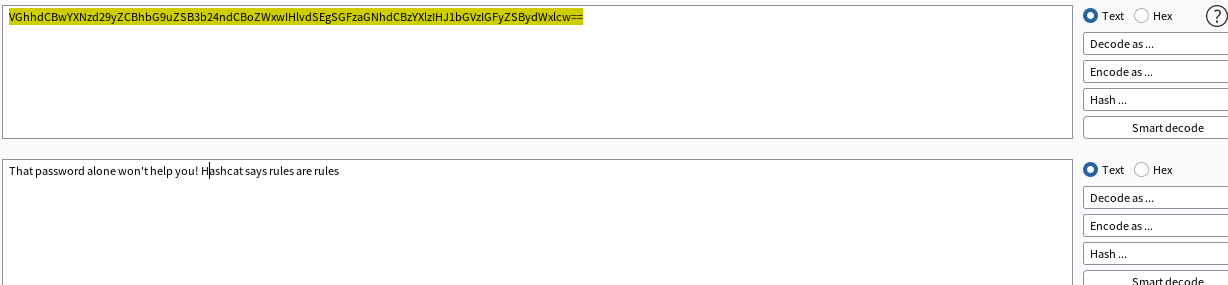 VGhhdCBwYXNzd29yZCBhbG9uZSB3b24ndCBoZWxwIHlvdSEgSGFzaGNhdCBzYXlzIHJ1bGVzIGFyZSBydWxlcw==
Text
Hex
?
Decode as ...
Encode as ...
Hash ...
Smart decode
That password alone won't help you! Hashcat says rules are rules
Text
Hex
Decode as ...
Encode as ...
Hash ...
Smart decode